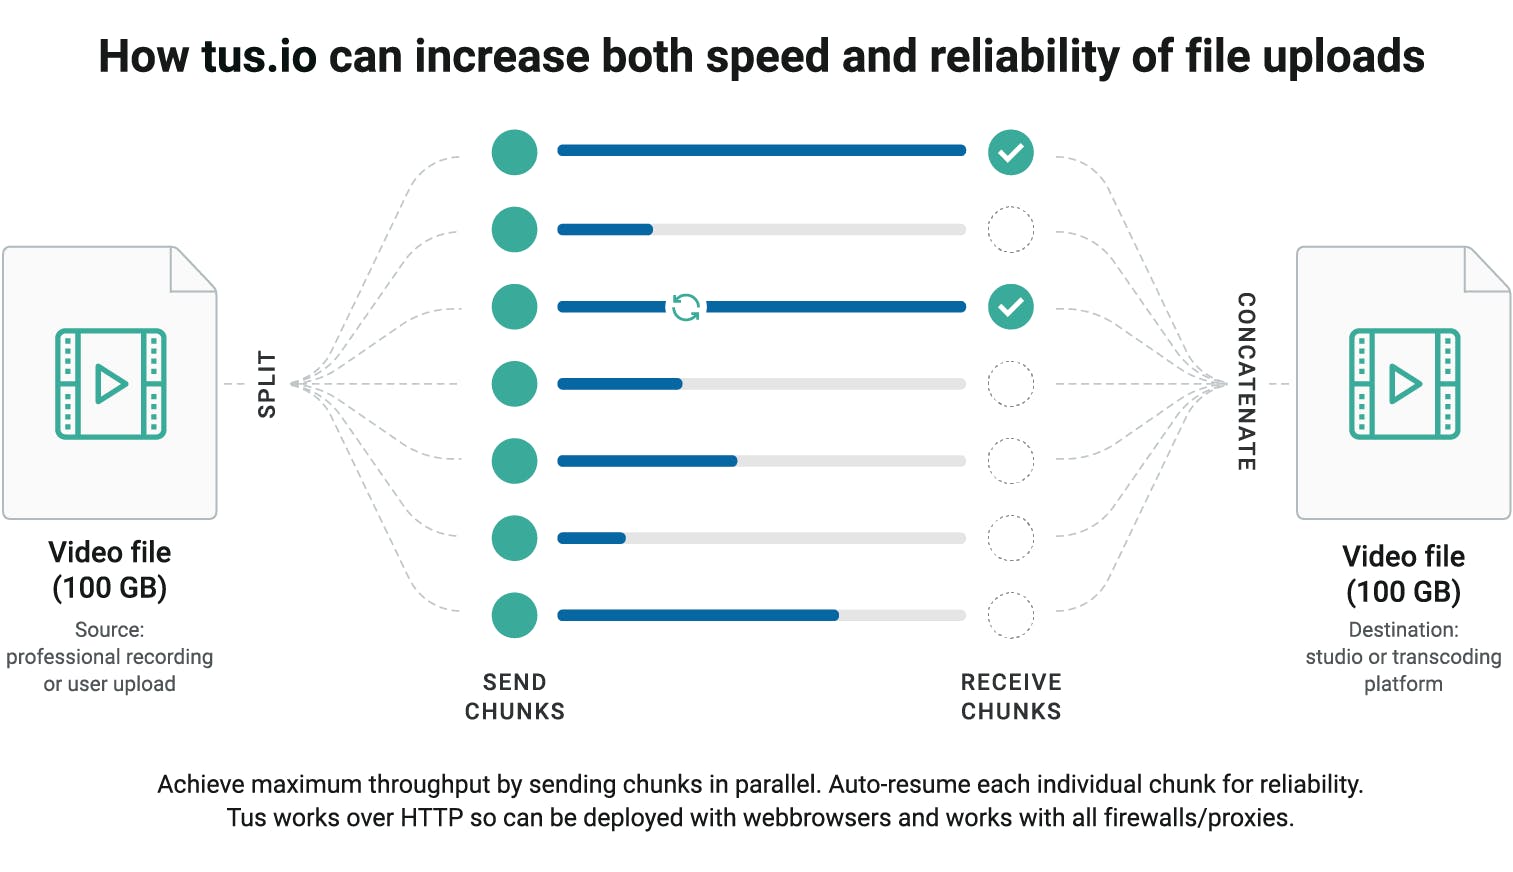 How tus.io can increase both speed and reliability of file uploads
SPLIT
CONCATENATE
Video file
(100 GB)
Source:
professional recording
or user upload
SEND
CHUNKS
RECEIVE
CHUNKS
Video file
(100 GB)
Destination:
studio or transcoding
platform
Achieve maximum throughput by sending chunks in parallel. Auto-resume each individual chunk for reliability.
Tus works over HTTP so can be deployed with webbrowsers and works with all firewalls/proxies.